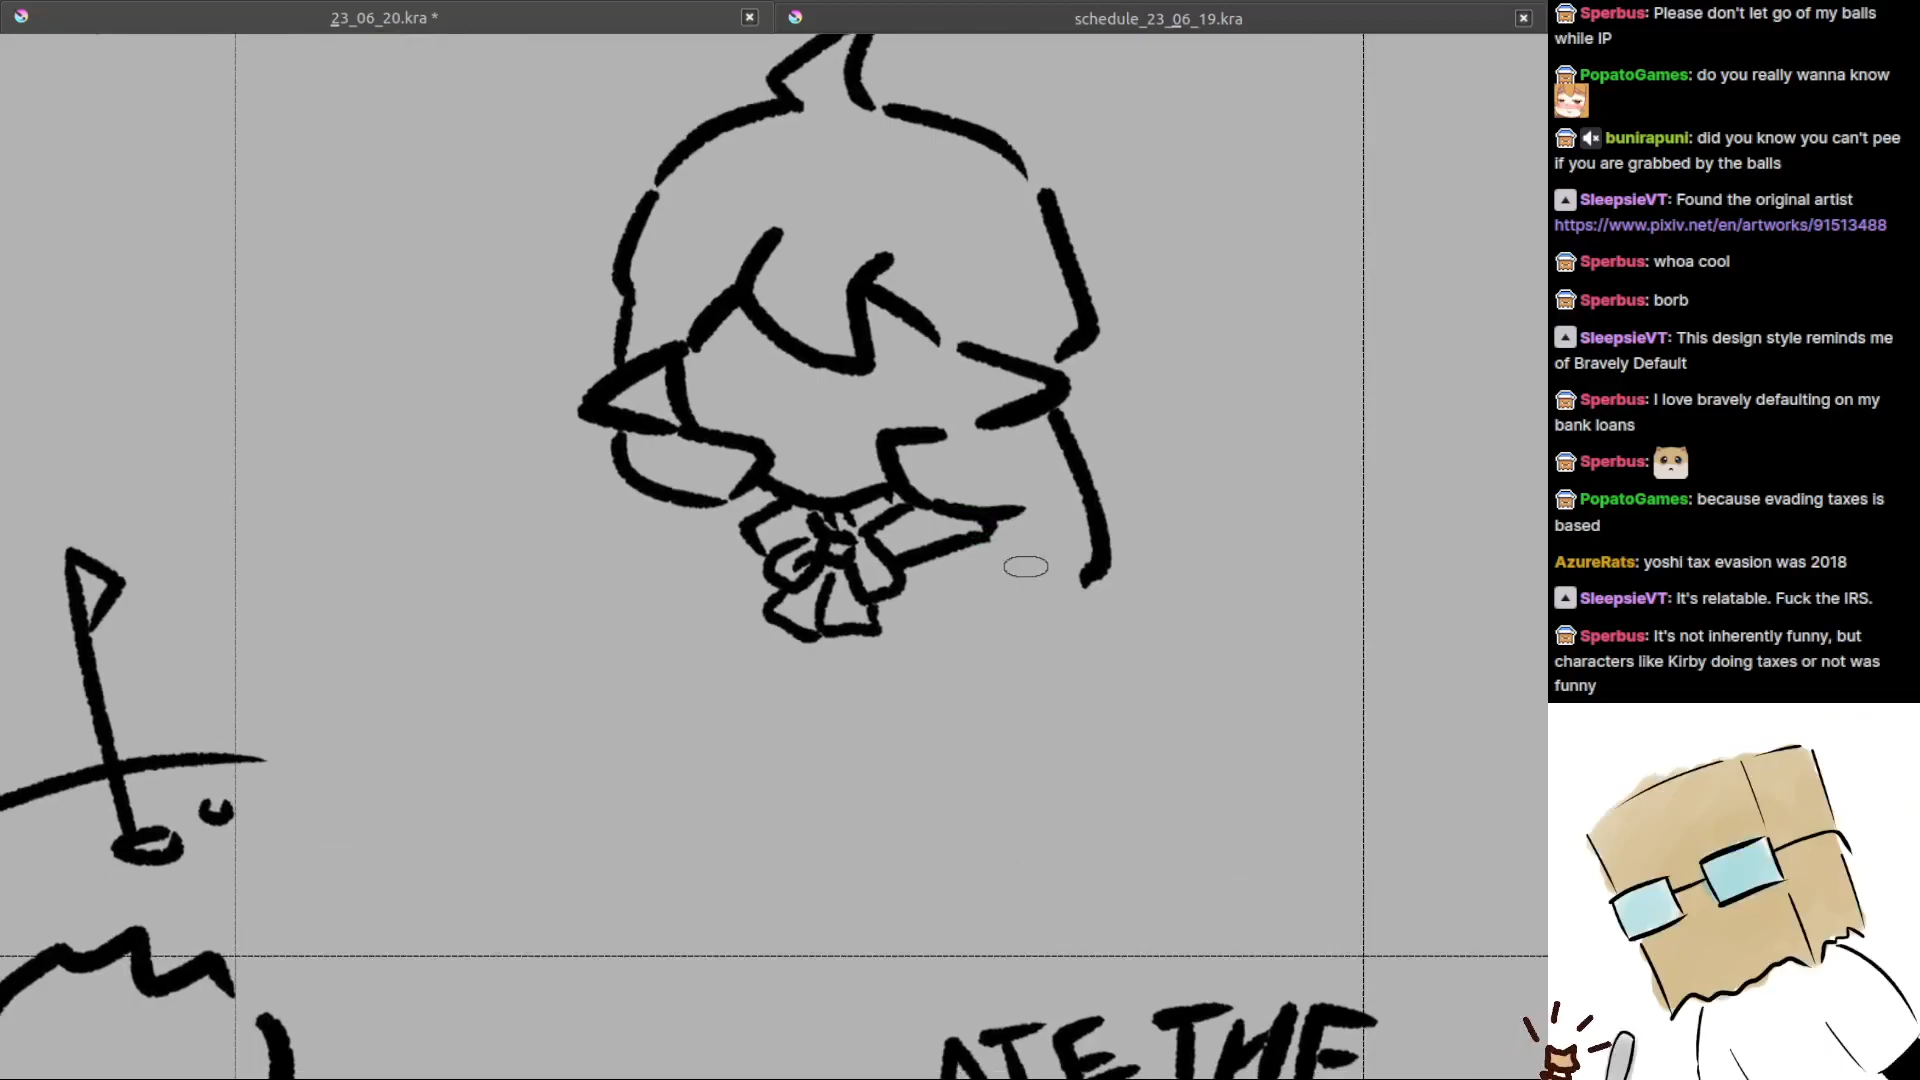 23_06_20.kra *
schedule_23_06_19.kra
Sperbus: Please don't let go of my balls
while IP
PopatoGames: do you really wanna know
bunirapuni: did you know you can't pee
if you are grabbed by the balls
SleepsieVT: Found the original artist
https://www.pixiv.net/en/artworks/91513488
Sperbus: whoa cool
Sperbus: borb
SleepsieVT: This design style reminds me
of Bravely Default
Sperbus: I love bravely defaulting on my
bank loans
Sperbus:
PopatoGames: because evading taxes is
based
AzureRats: yoshi tax evasion was 2018
SleepsieVT: It's relatable. Fuck the IRS.
Sperbus: It's not inherently funny, but
characters like Kirby doing taxes or not was
funny
ATE THE